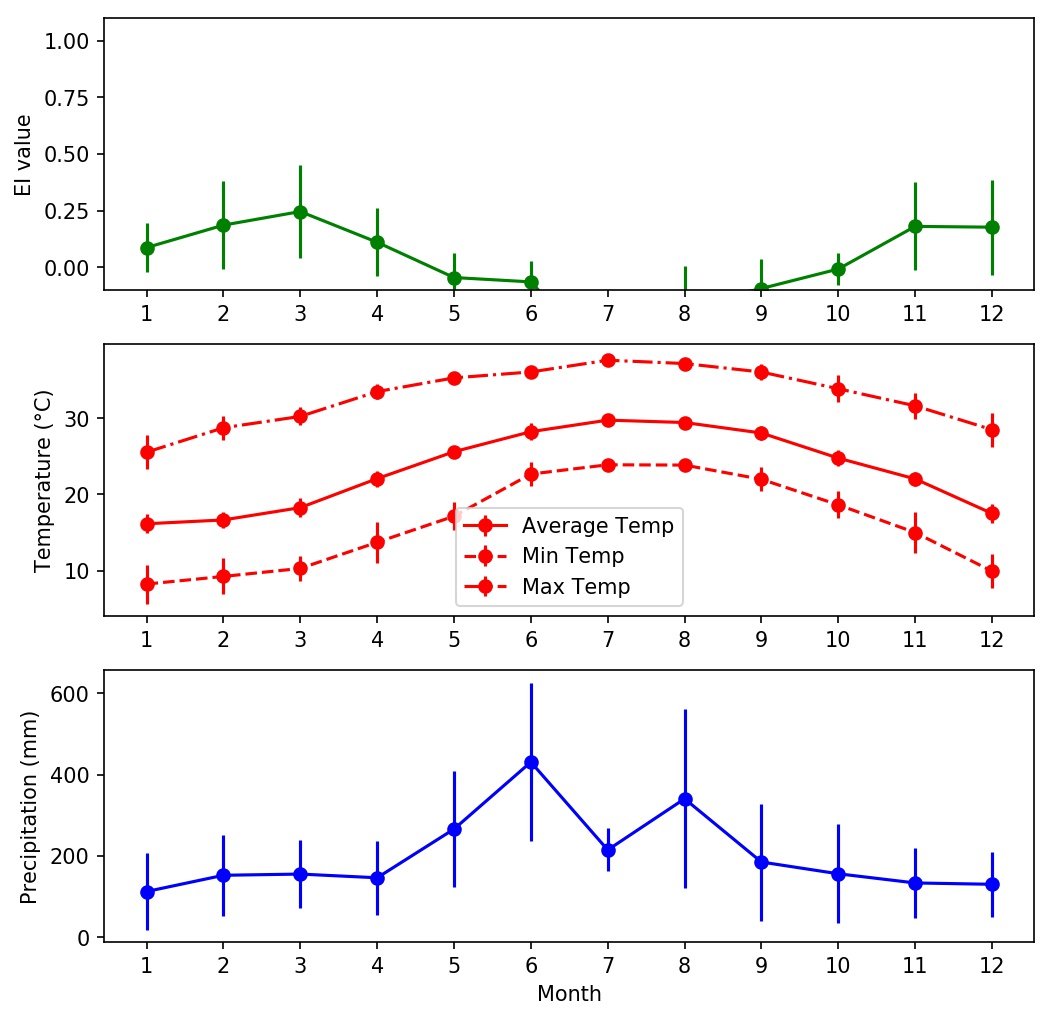 EI value
1.00
0.75
0.50
0.25
0.00
1 2 3 4 5 6 7 8 9 10 11 12
Temperature (°C)
30
20
10
Average Temp
Min Temp
Max Temp
1 2 3 4 5 6 7 8 9 10 11 12
Precipitation (mm)
600
400
200
0
1 2 3 4 5 6 7 8 9 10 11 12
Month